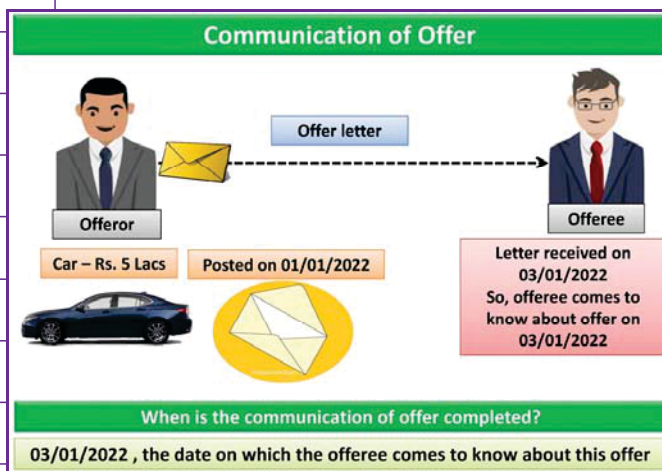 Communication of Offer
Offer letter
Offeror
Offeree
Car – Rs. 5 Lacs
Posted on 01/01/2022
Letter received on
03/01/2022
So, offeree comes to
know about offer on
03/01/2022
When is the communication of offer completed?
03/01/2022 , the date on which the offeree comes to know about this offer